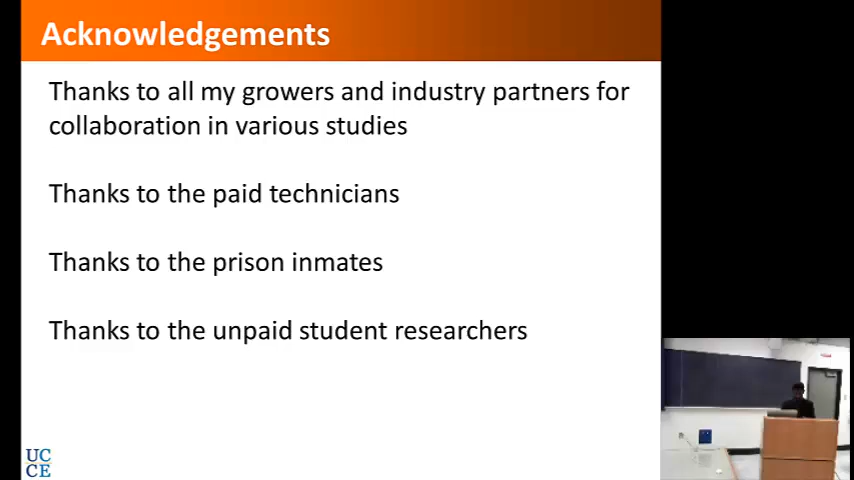 Acknowledgements
Thanks to all my growers and industry partners for
collaboration in various studies
Thanks to the paid technicians
Thanks to the prison inmates
Thanks to the unpaid student researchers
UC
CE